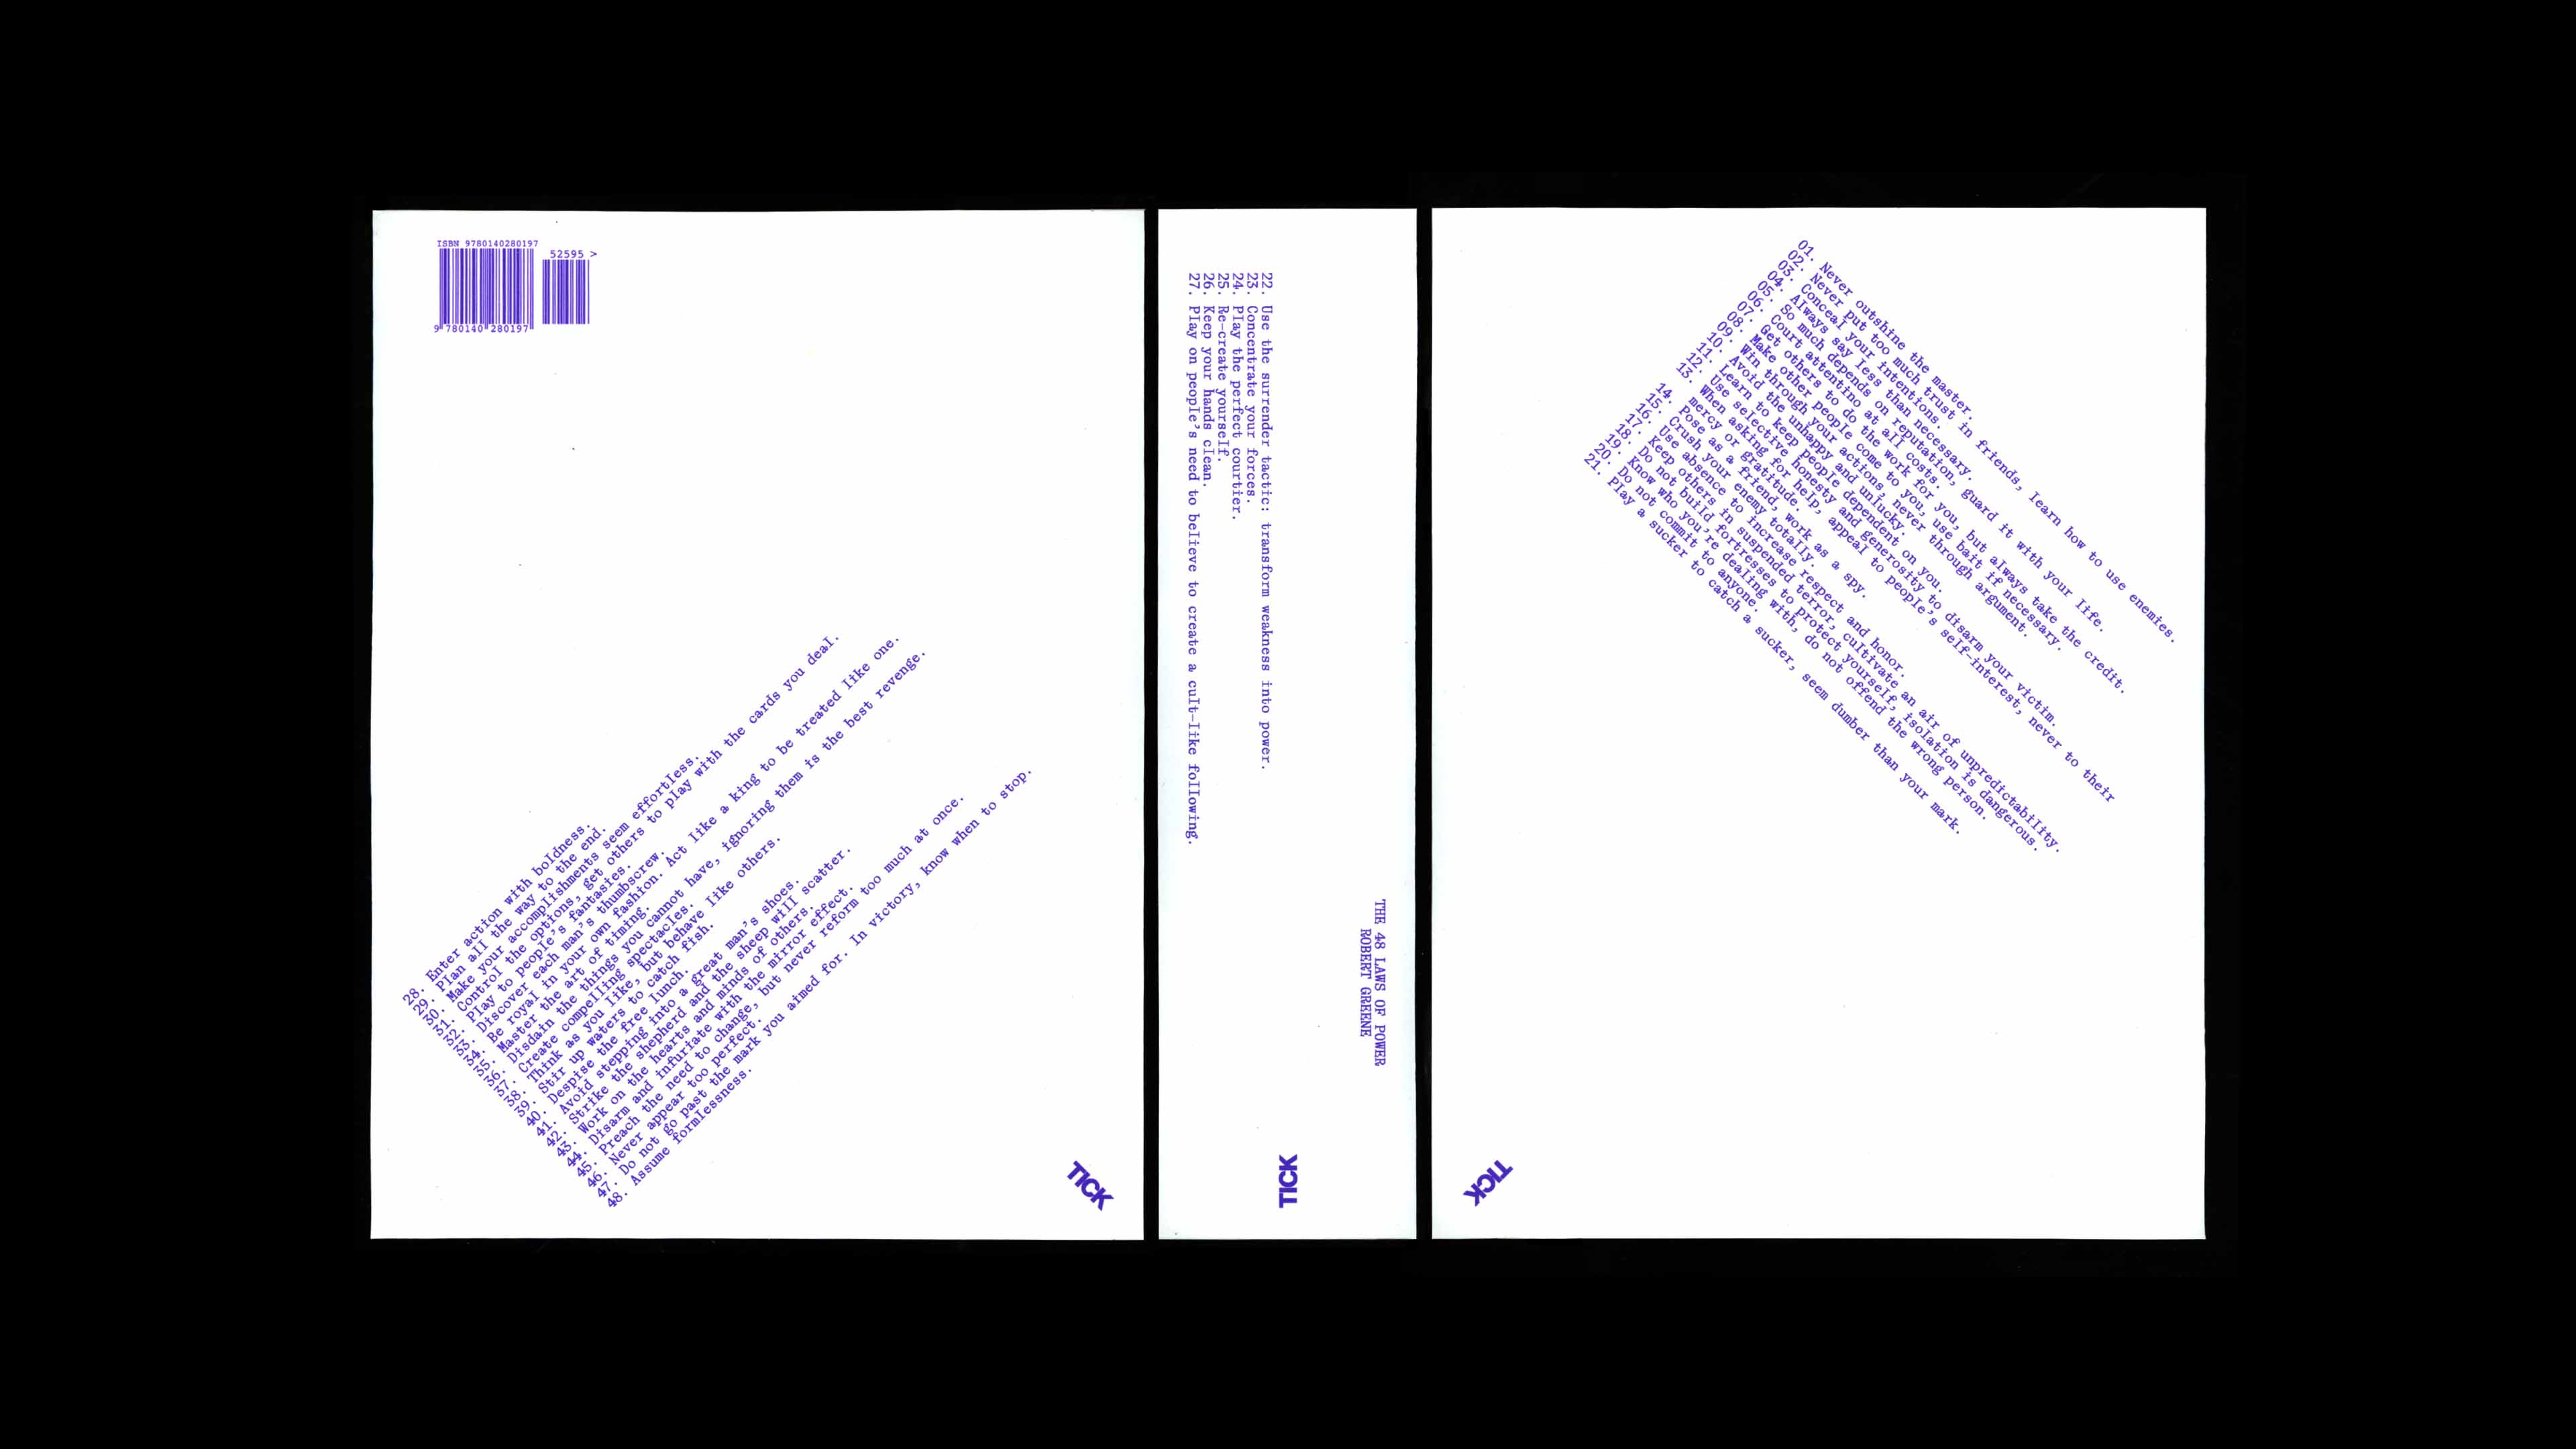 ISBN 9780140280197
52595 >
9 780140 280197
28. Enter action with boldness.
29. Plan all the way to the end.
30. Make your accomplishments seem effortless.
31. Control the options, get others to play with the cards you deal.
32. Play to people's fantasies.
33. Discover each man's thumbscrew.
34. Be royal in your own fashion. Act like a king to be treated like one.
35. Master the art of timing.
36. Disdain the things you cannot have, ignoring them is the best revenge.
37. Create compelling spectacles.
38. Think as you like, but behave like others.
39. Stir up waters to catch fish.
40. Despise the free lunch.
41. Avoid stepping into a great man's shoes.
42. Strike the shepherd and the sheep will scatter.
43. Work on the hearts and minds of others.
44. Disarm and infuriate with the mirror effect.
45. Preach the need to change, but never reform too much at once.
46. Never appear too perfect.
47. Do not go past the mark you aimed for. In victory, know when to stop.
48. Assume formlessness.
TICK
22. Use the surrender tactic: transform weakness into power.
23. Concentrate your forces.
24. Play the perfect courtier.
25. Re-create yourself.
26. Keep your hands clean.
27. Play on people's need to believe to create a cult-like following.
THE 48 LAWS OF POWER
ROBERT GREENE
TICK
01. Never outshine the master.
02. Never put too much trust in friends, learn how to use enemies.
03. Conceal your intentions.
04. Always say less than necessary.
05. So much depends on reputation, guard it with your life.
06. Court attentino at all costs.
07. Get others to do the work for you, but always take the credit.
08. Make other people come to you, use bait if necessary.
09. Win through your actions, never through argument.
10. Avoid the unhappy and unlucky.
11. Learn to keep people dependent on you.
12. Use selective honesty and generosity to disarm your victim.
13. When asking for help, appeal to people's self-interest, never to their
mercy or gratitude.
14. Pose as a friend, work as a spy.
15. Crush your enemy totally.
16. Use absence to increase respect and honor.
17. Keep others in suspended terror, cultivate an air of unpredictability.
18. Do not build fortresses to protect yourself, isolation is dangerous.
19. Know who you're dealing with, do not offend the wrong person.
20. Do not commit to anyone.
21. Play a sucker to catch a sucker, seem dumber than your mark.
TICK